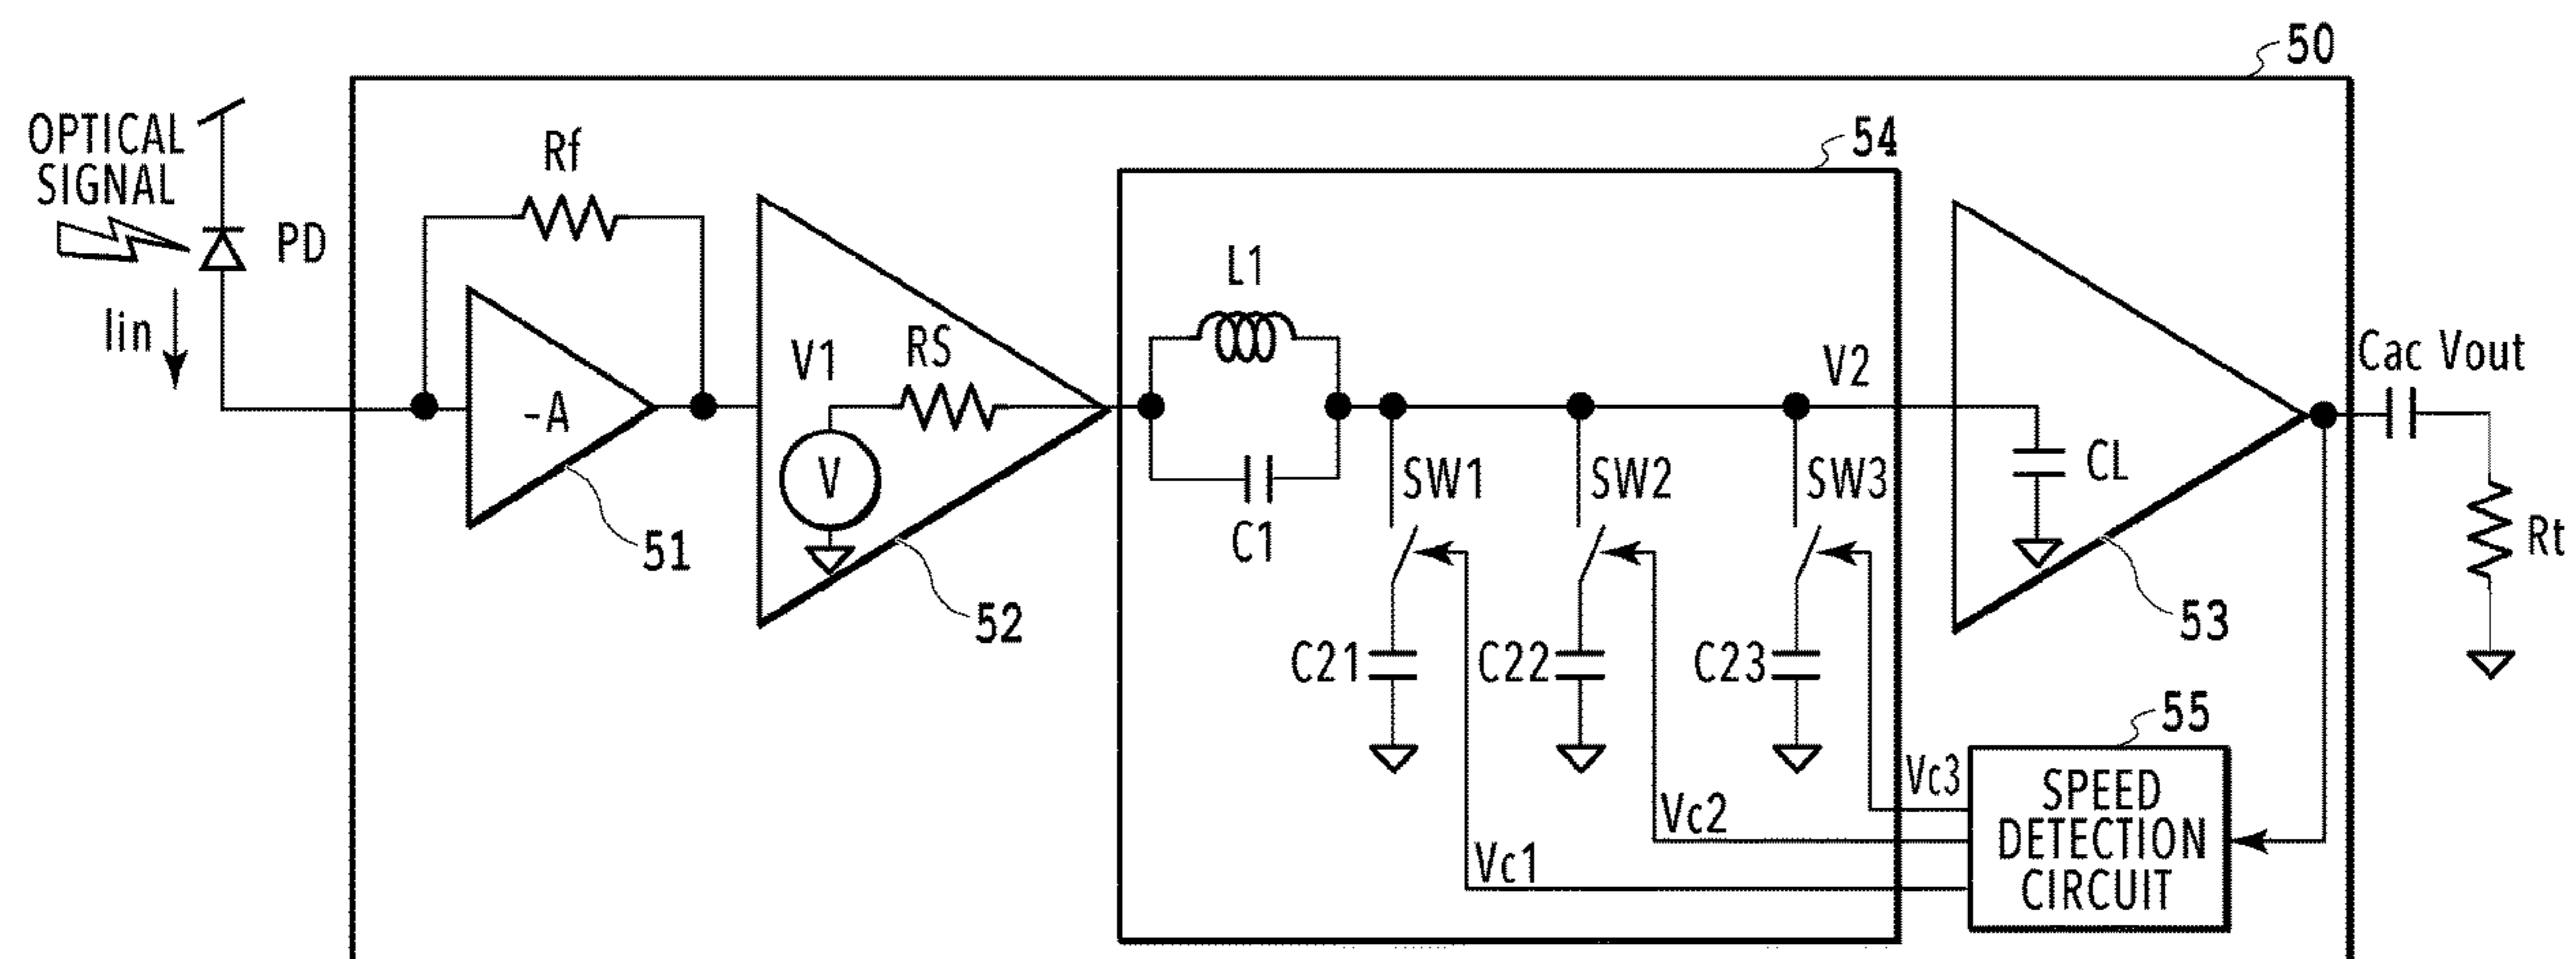 50
OPTICAL
SIGNAL
PD
Iin
Rf
-A
51
V1
RS
V
52
54
L1
C1
V2
SW1
SW2
SW3
C21
C22
C23
Vc1
Vc2
Vc3
CL
53
55
SPEED
DETECTION
CIRCUIT
Cac Vout
Rt